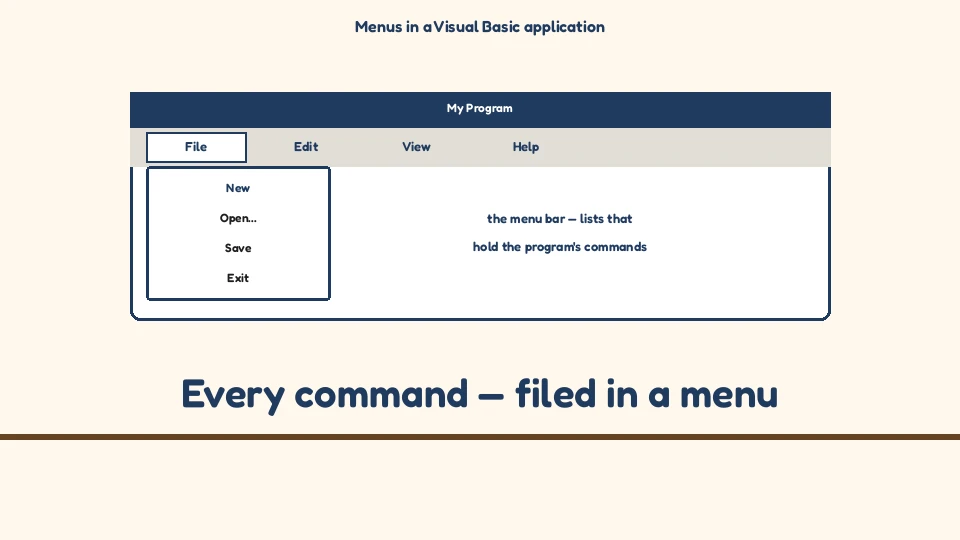 Menus in a Visual Basic application
My Program
File Edit View Help
New
Open...
Save
Exit
the menu bar — lists that
hold the program's commands
Every command — filed in a menu